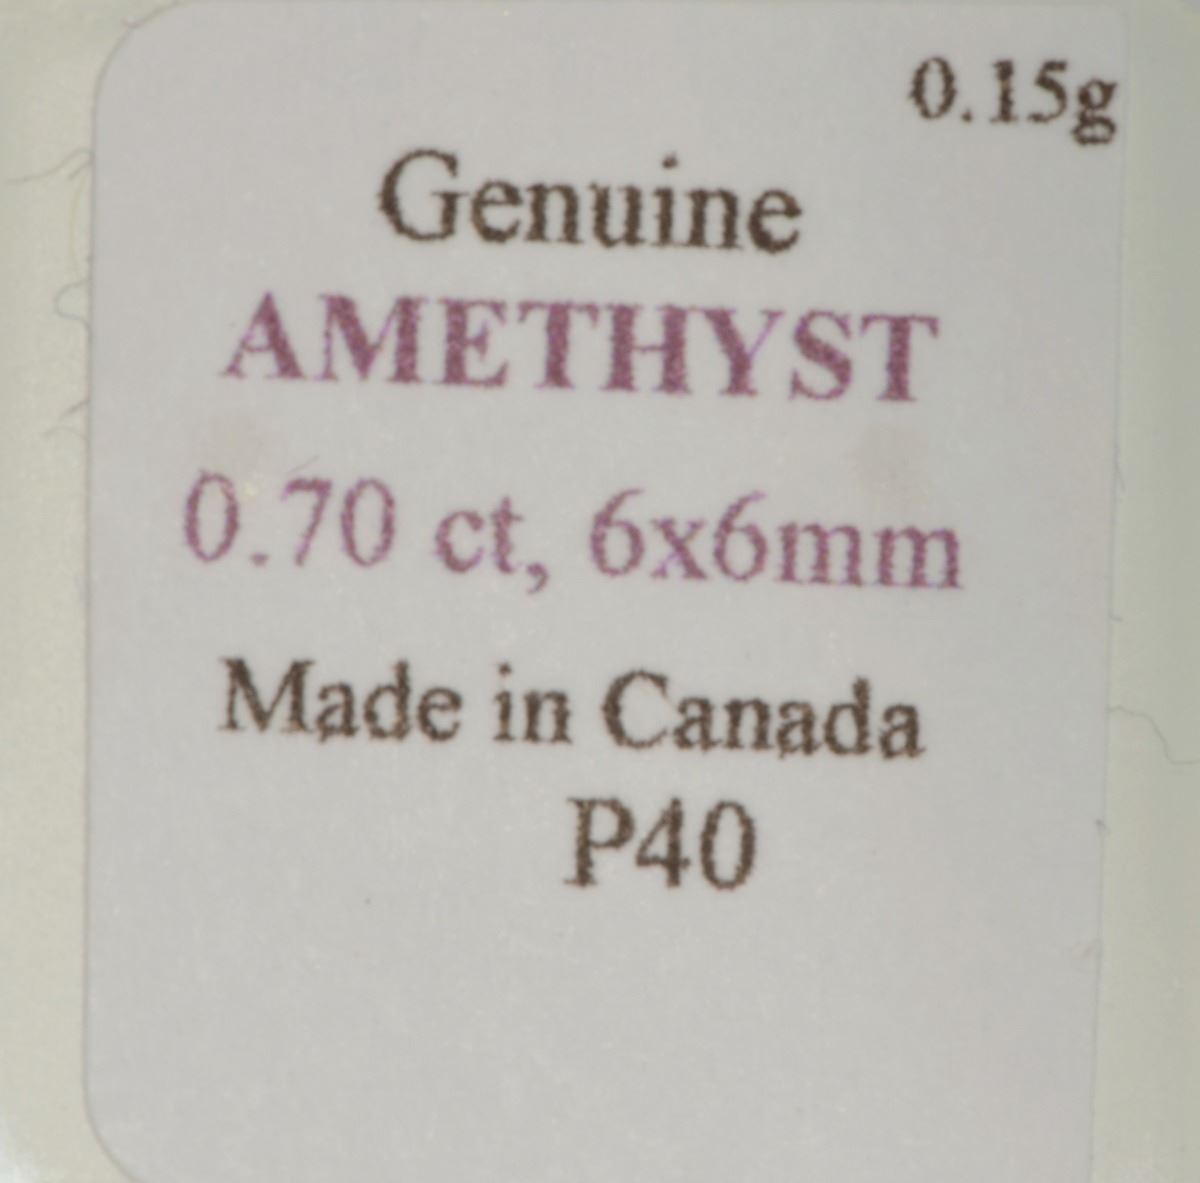 0.15g
Genuine
AMETHYST
0.70 ct, 6x6mm
Made in Canada
P40